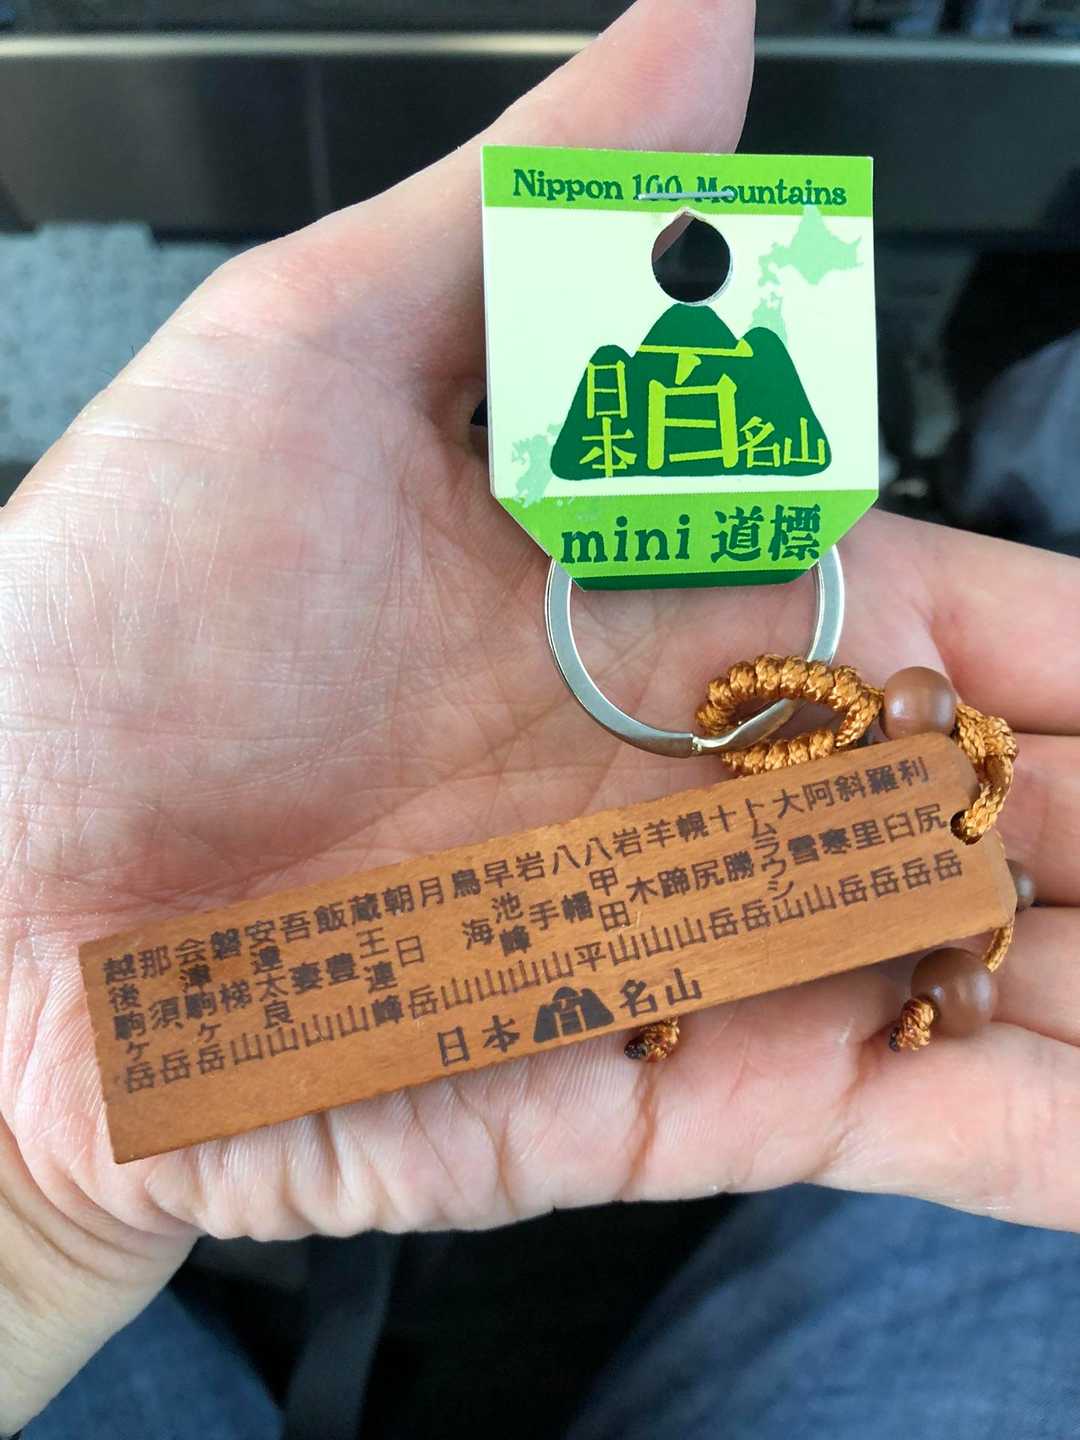 Nippon 100 Mountains
日本百名山
mini 道標
利尻岳
羅臼岳
斜里岳
阿寒岳
大雪山
トムラウシ山
十勝岳
幌尻岳
羊蹄山
岩木山
八甲田山
八幡平
岩手山
早池峰山
鳥海山
月山
朝日岳
蔵王連峰
飯豊山
吾妻山
安達太良山
磐梯山
会津駒ヶ岳
那須岳
越後駒ヶ岳
日本百名山